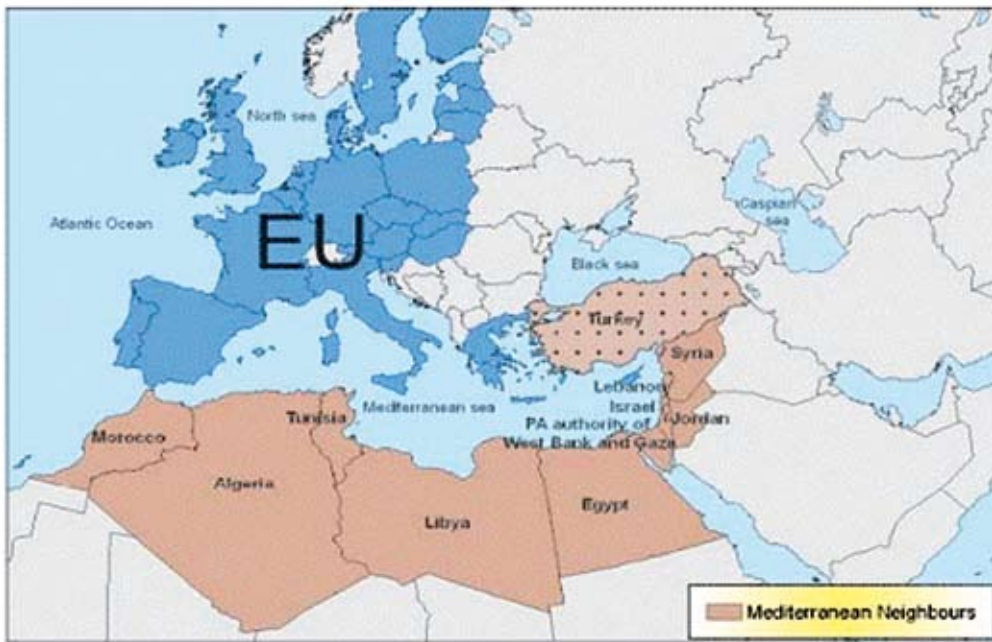 North sea
Atlantic Ocean
EU
Caspian
sea
Black sea
Turkey
Syria
Lebanon
Israel
PA authority of
West Bank and Gaza
Jordan
Mediterranean sea
Tunisia
Morocco
Algeria
Libya
Egypt
Mediterranean Neighbours